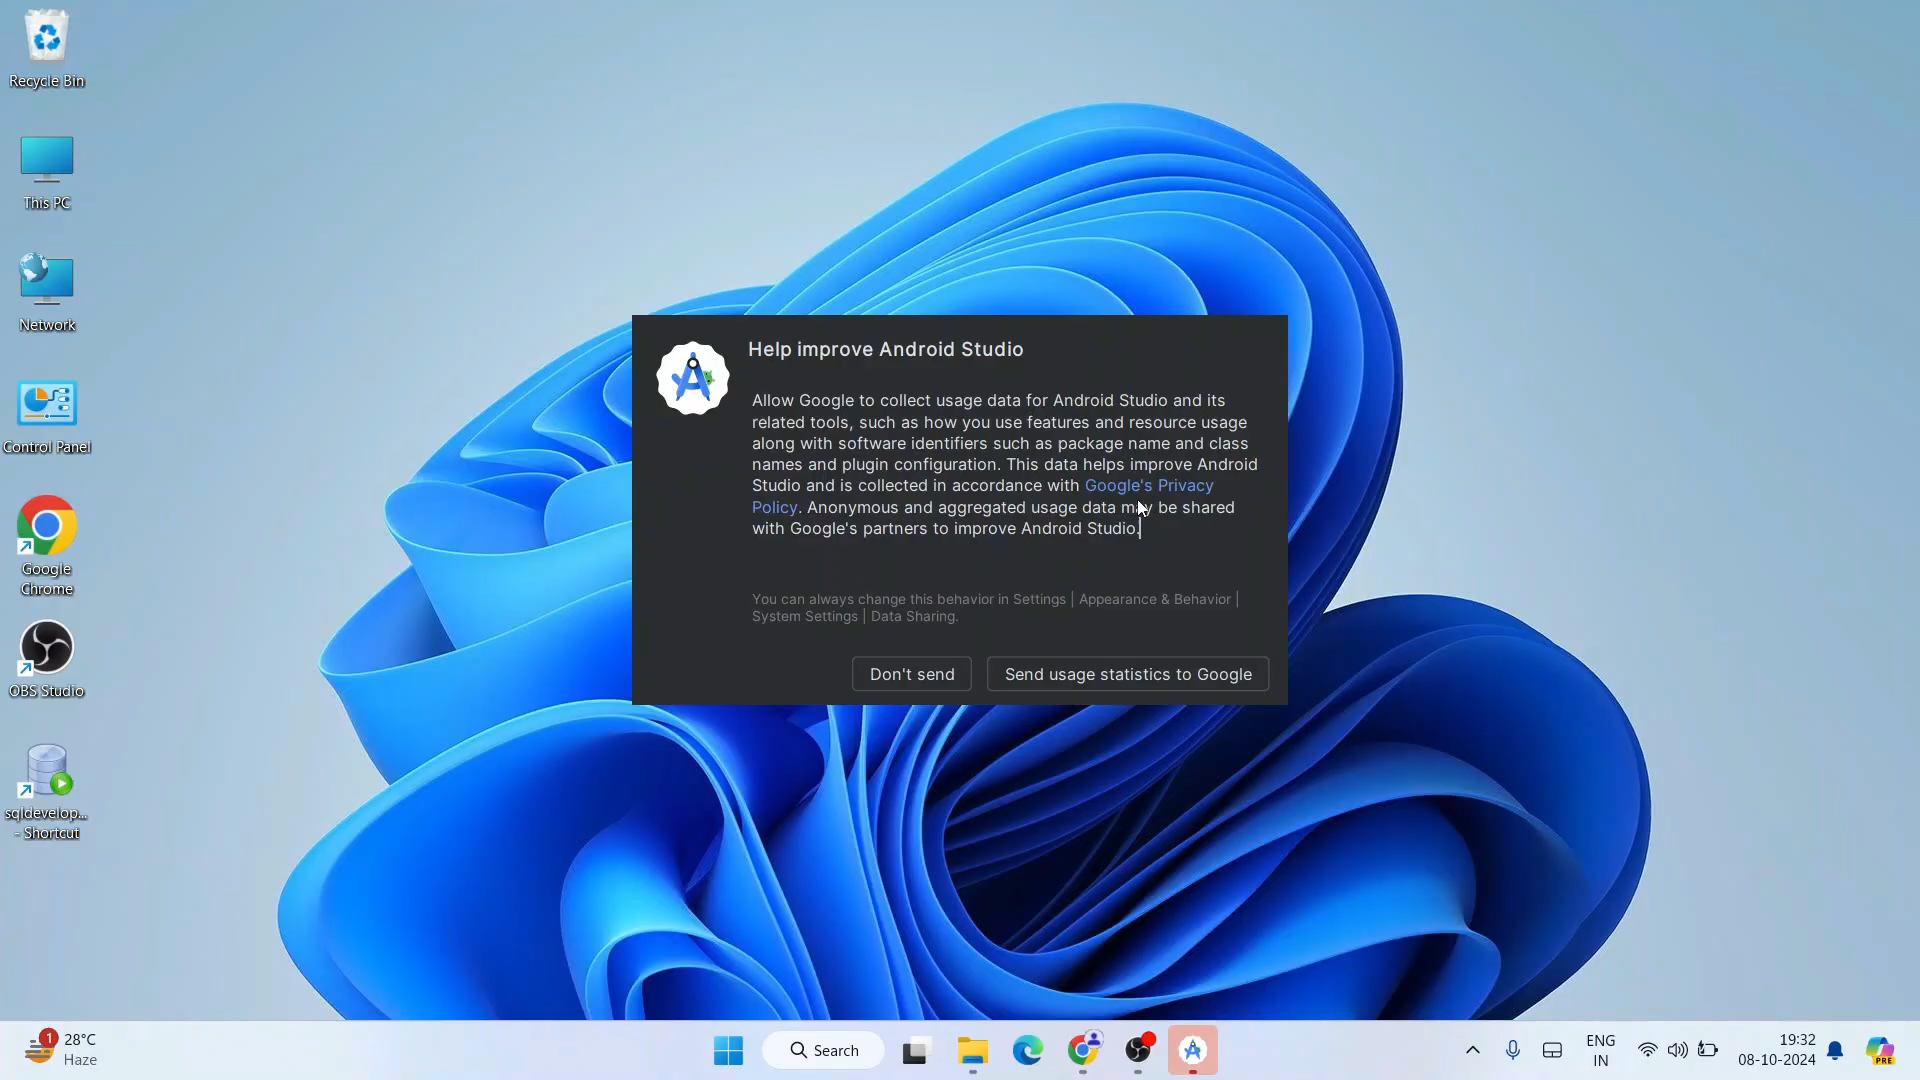 Recycle Bin
This PC
Network
Control Panel
Google
Chrome
OBS Studio
sqldevelop...
- Shortcut
Help improve Android Studio
Allow Google to collect usage data for Android Studio and its
related tools, such as how you use features and resource usage
along with software identifiers such as package name and class
names and plugin configuration. This data helps improve Android
Studio and is collected in accordance with Google's Privacy
Policy. Anonymous and aggregated usage data may be shared
with Google's partners to improve Android Studio.
You can always change this behavior in Settings | Appearance & Behavior |
System Settings | Data Sharing.
Don't send
Send usage statistics to Google
1
28°C
Haze
Search
ENG
IN
19:32
08-10-2024
PRE